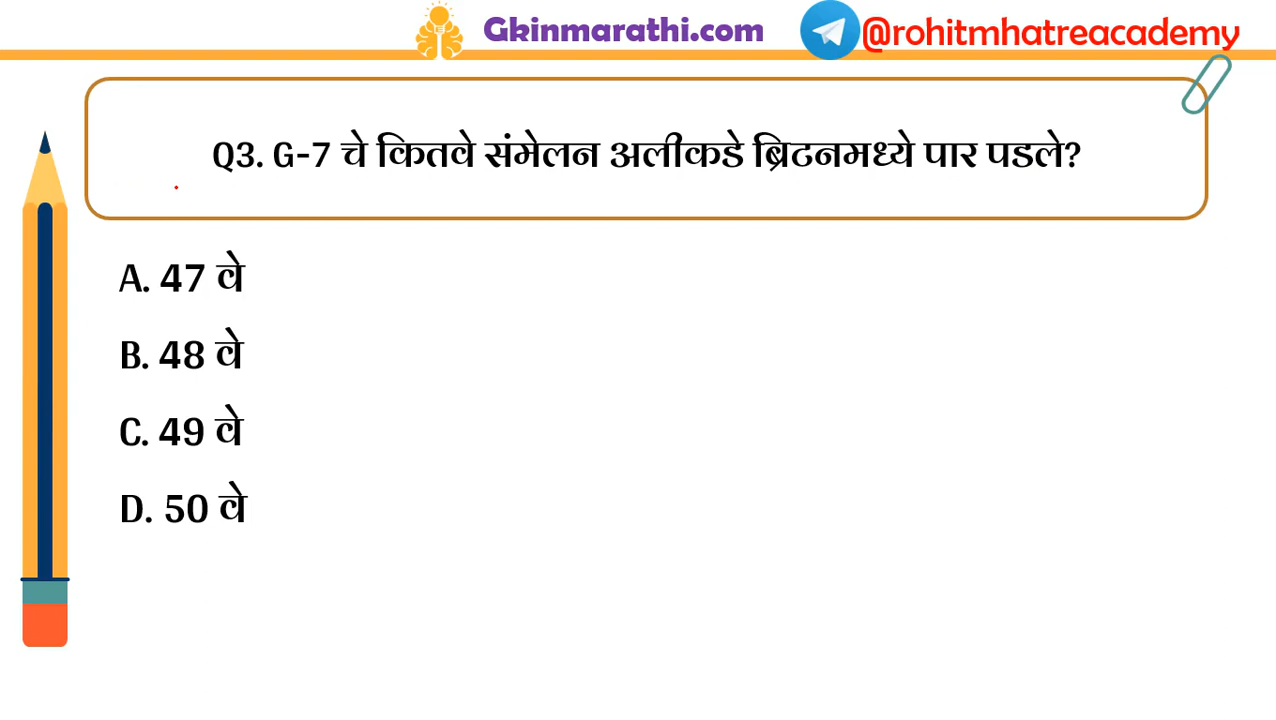 Gkinmarathi.com @rohitmhatreacademy
Q3. G-7 चे कितवे संमेलन अलीकडे ब्रिटनमध्ये पार पडले?
A. 47 वे
B. 48 वे
C. 49 वे
D. 50 वे